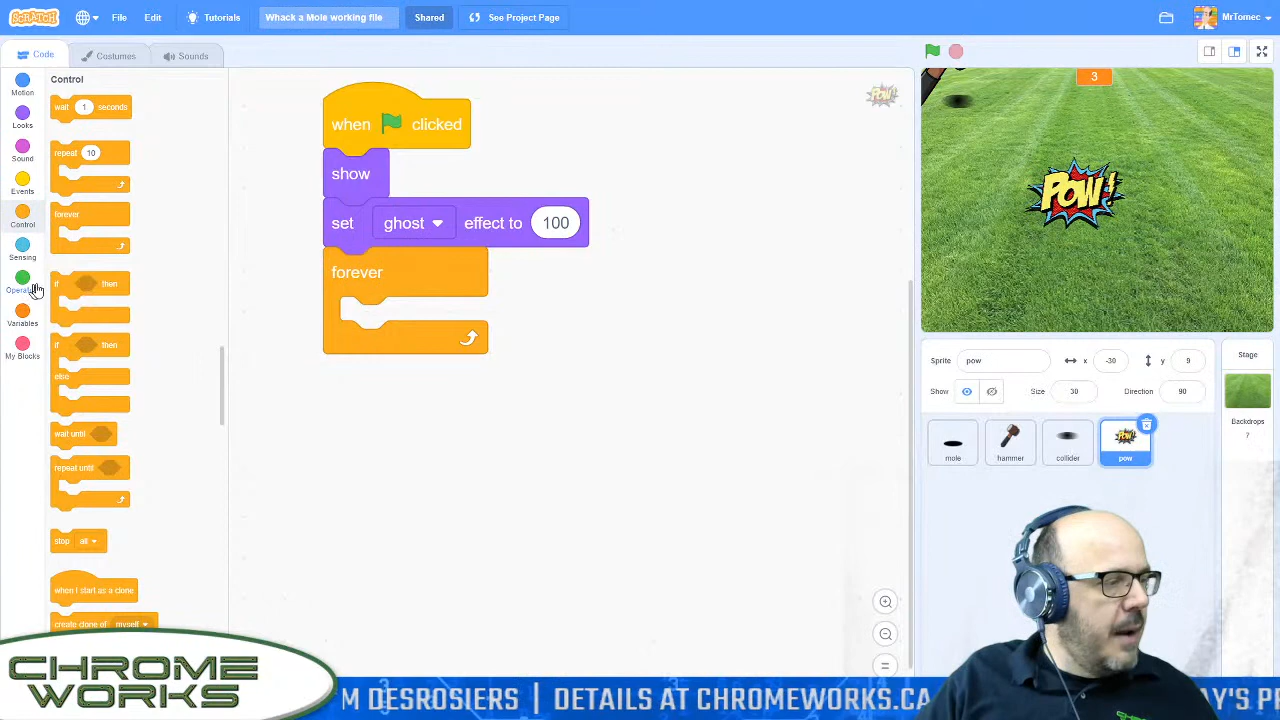 SCRATCH File Edit Tutorials Whack a Mole working file Shared See Project Page MrTomec
Code Costumes Sounds
Motion
Looks
Sound
Events
Control
Sensing
Variables
My Blocks
Control
wait 1 seconds
repeat 10
forever
if then
if then
else
wait until
repeat until
stop all
when I start as a clone
create clone of myself
when clicked
show
set ghost effect to 100
forever
3
POW!
Sprite pow x -30 y 9
Show Size 30 Direction 90
mole hammer collider pow
Stage
Backdrops
7
CHROME
WORKS
M DESROSIERS | DETAILS AT CHROMEWORKS.CA